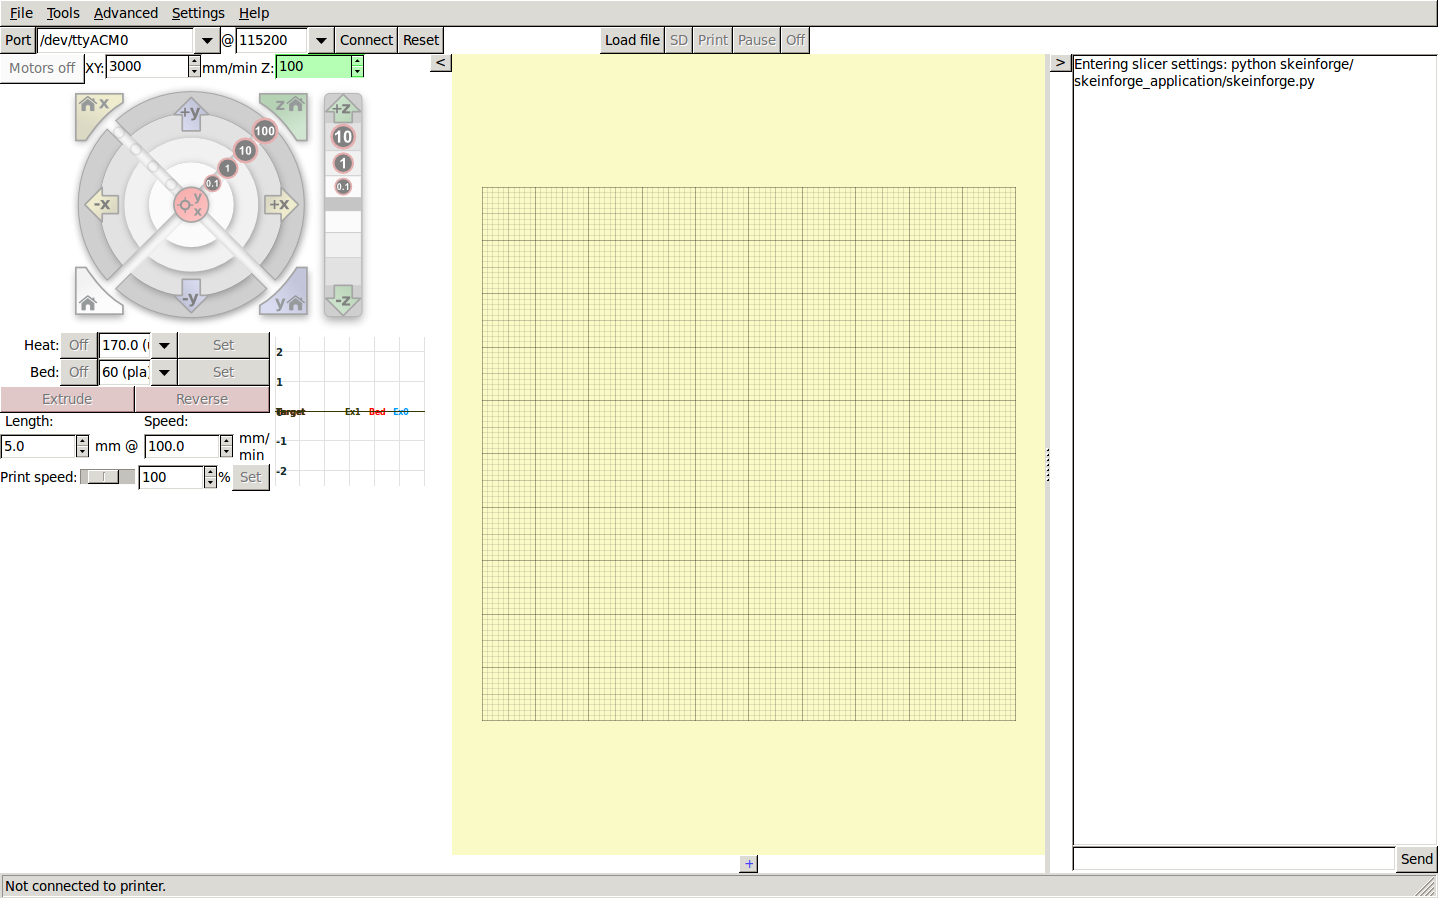 File Tools Advanced Settings Help
Port /dev/ttyACM0 @ 115200 Connect Reset Load file SD Print Pause Off
Motors off XY: 3000 mm/min Z: 100 < >
Entering slicer settings: python skeinforge/
skeinforge_application/skeinforge.py
x +y z +z
100 10
10
1 1
0.1 0.1
-x y x +x
-y y -z
Heat: Off 170.0 ( Set
Bed: Off 60 (pla) Set
Extrude Reverse
Length: Speed:
5.0 mm @ 100.0 mm/
min
Print speed: 100 % Set
2
1
Target Ex1 Bed Ex0
-1
-2
+
Send
Not connected to printer.